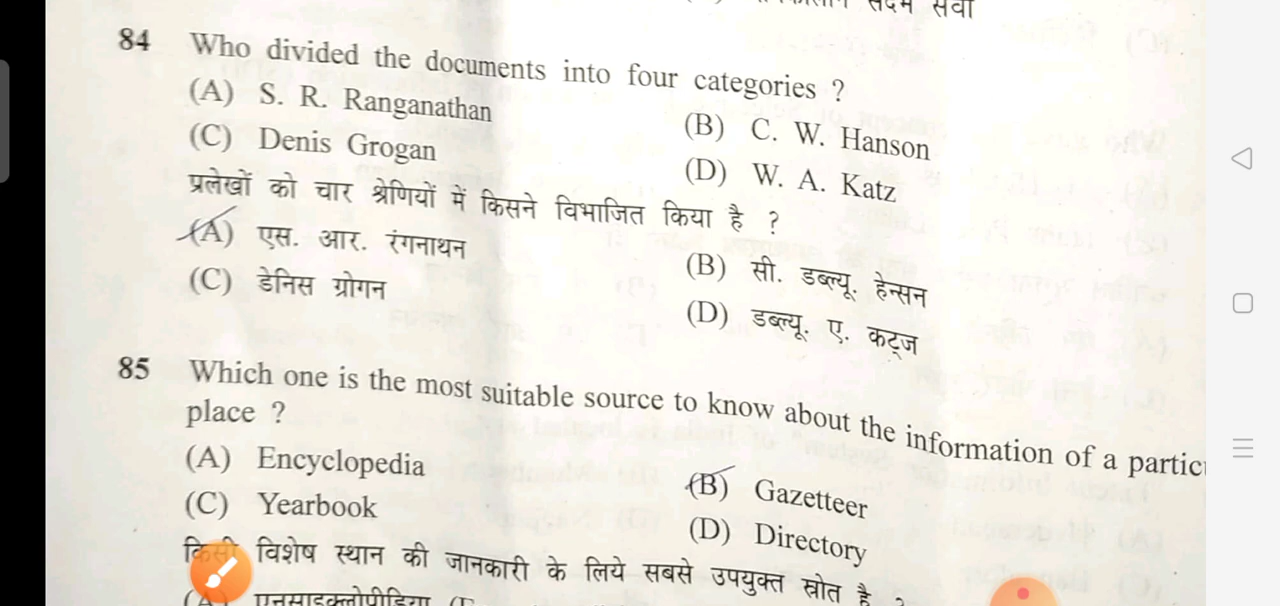 सेवा
84 Who divided the documents into four categories ?
(A) S. R. Ranganathan (B) C. W. Hanson
(C) Denis Grogan (D) W. A. Katz
प्रलेखों को चार श्रेणियों में किसने विभाजित किया है ?
(A) एस. आर. रंगनाथन (B) सी. डब्ल्यू. हेन्सन
(C) डेनिस ग्रोगन (D) डब्ल्यू. ए. कट्ज
85 Which one is the most suitable source to know about the information of a partic
place ?
(A) Encyclopedia (B) Gazetteer
(C) Yearbook (D) Directory
किसी विशेष स्थान की जानकारी के लिये सबसे उपयुक्त स्रोत है ?
(A) एनसाइक्लोपीडिया